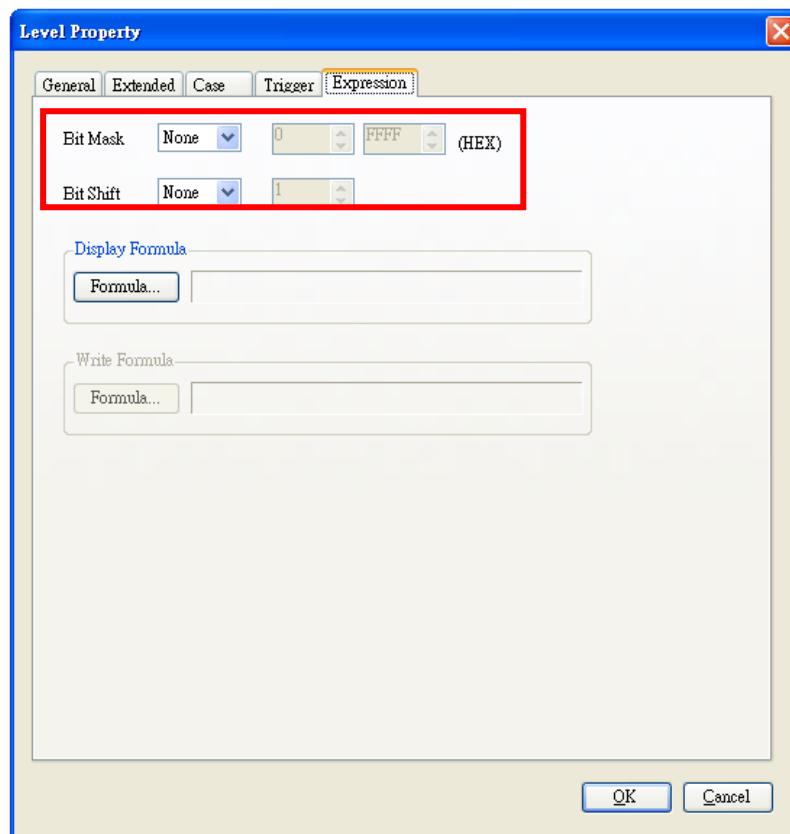 Level Property
General Extended Case Trigger Expression
Bit Mask None 0 FFFF (HEX)
Bit Shift None 1
Display Formula
Formula...
Write Formula
Formula...
OK Cancel